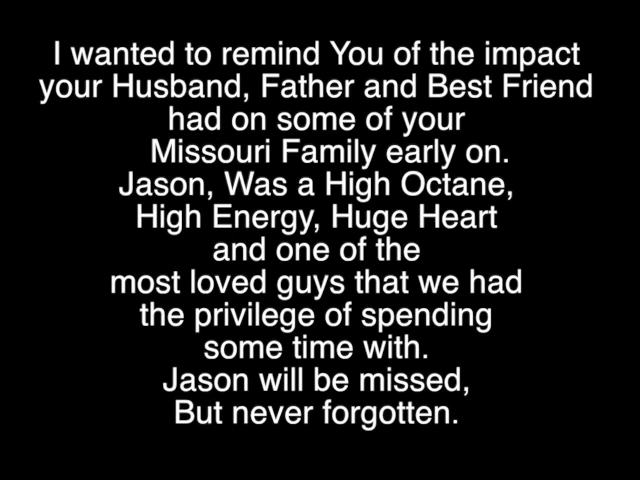 I wanted to remind You of the impact
your Husband, Father and Best Friend
had on some of your
Missouri Family early on.
Jason, Was a High Octane,
High Energy, Huge Heart
and one of the
most loved guys that we had
the privilege of spending
some time with.
Jason will be missed,
But never forgotten.